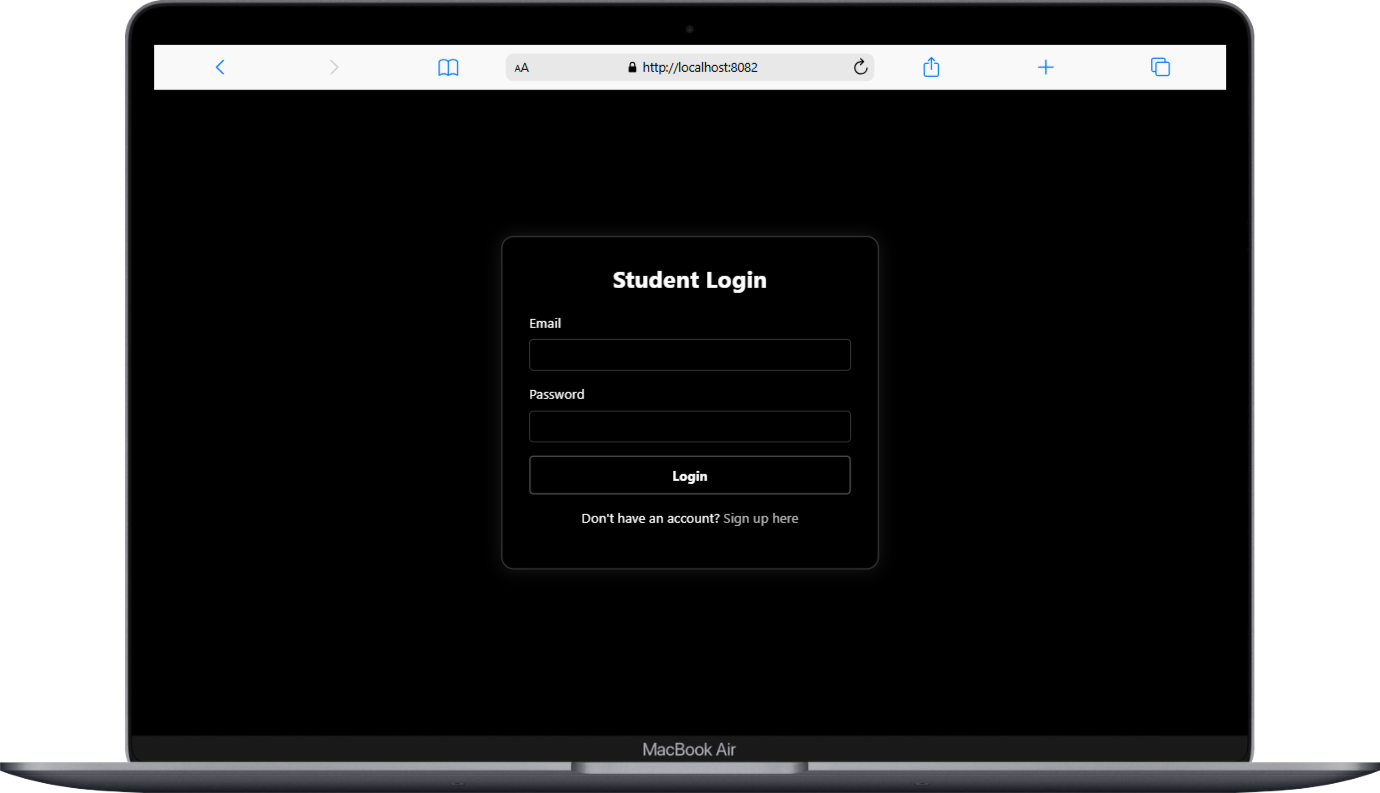 AA http://localhost:8082
Student Login
Email
Password
Login
Don't have an account? Sign up here
MacBook Air